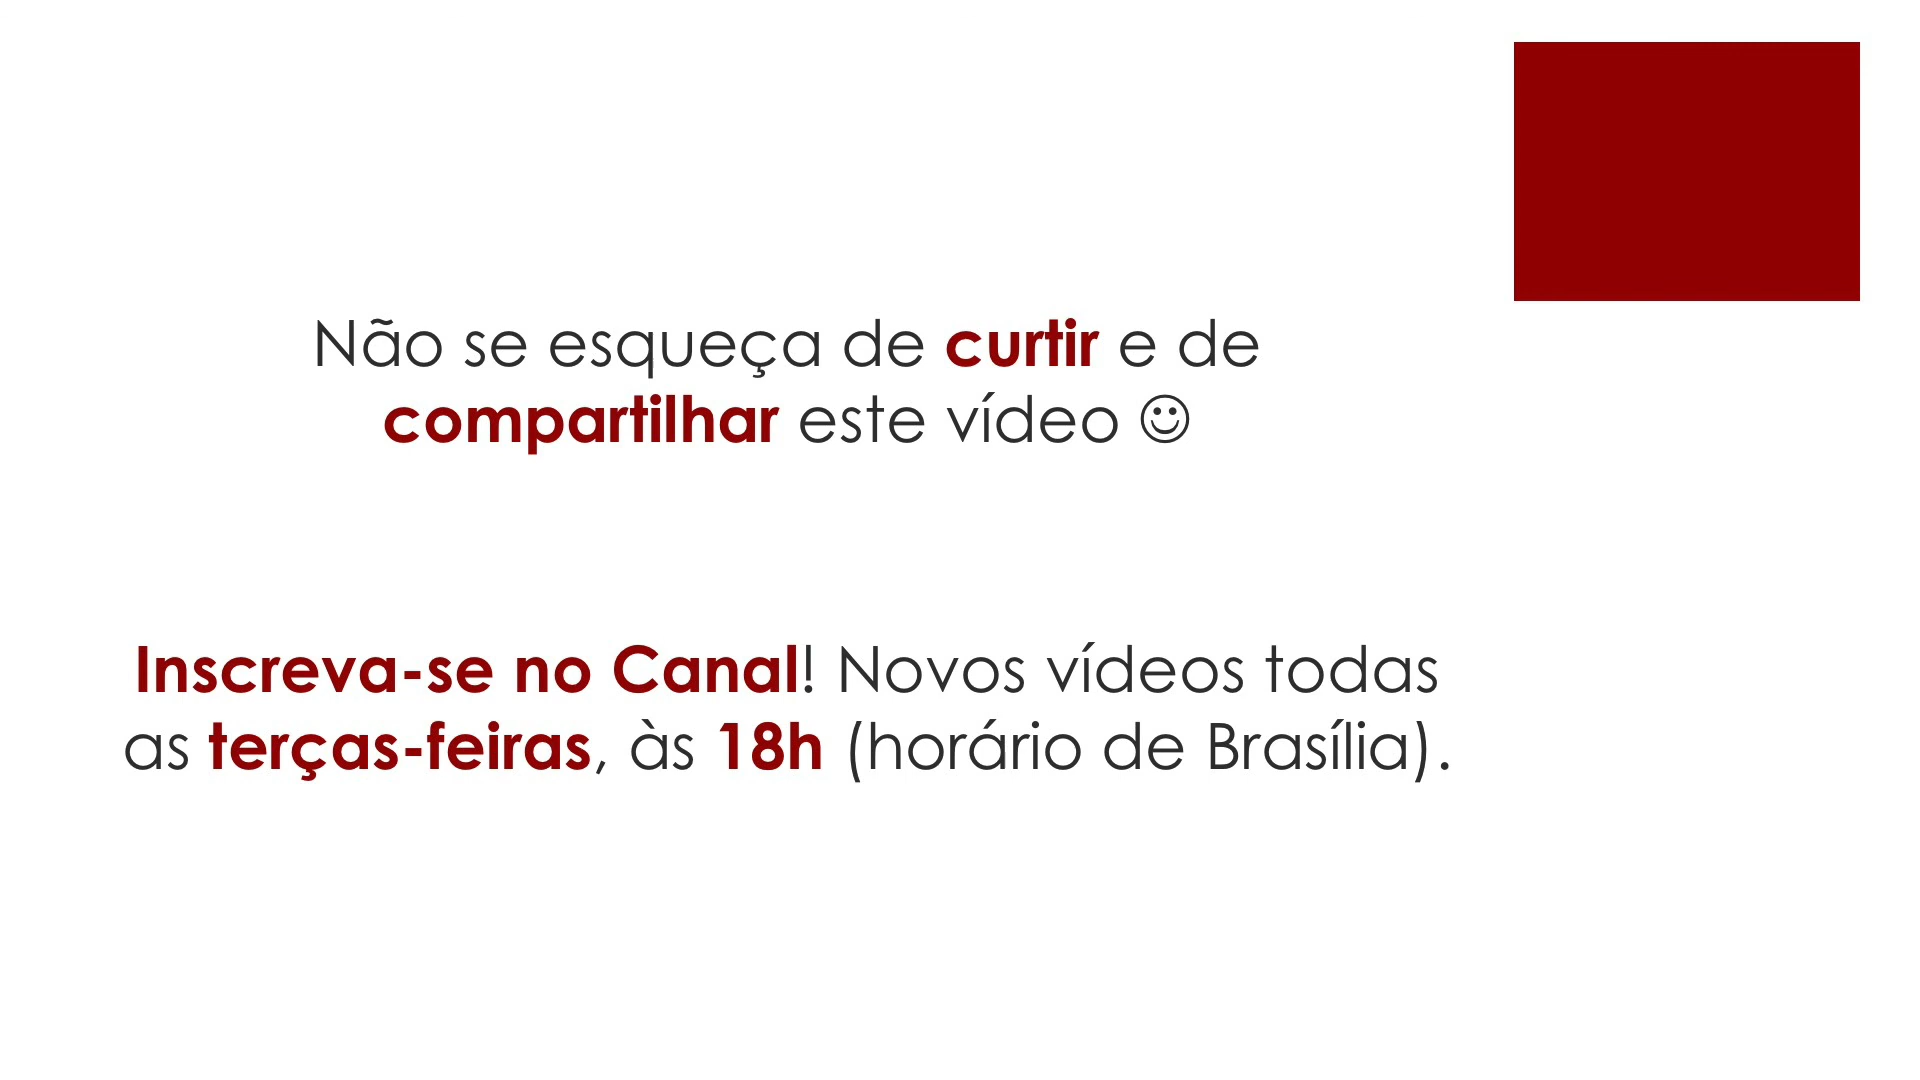 Não se esqueça de curtir e de
compartilhar este vídeo ☺
Inscreva-se no Canal! Novos vídeos todas
as terças-feiras, às 18h (horário de Brasília).